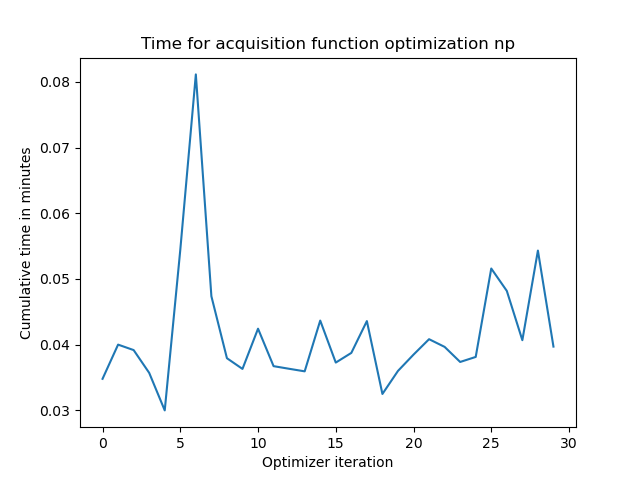 Time for acquisition function optimization np
Cumulative time in minutes
0.08
0.07
0.06
0.05
0.04
0.03
0 5 10 15 20 25 30
Optimizer iteration